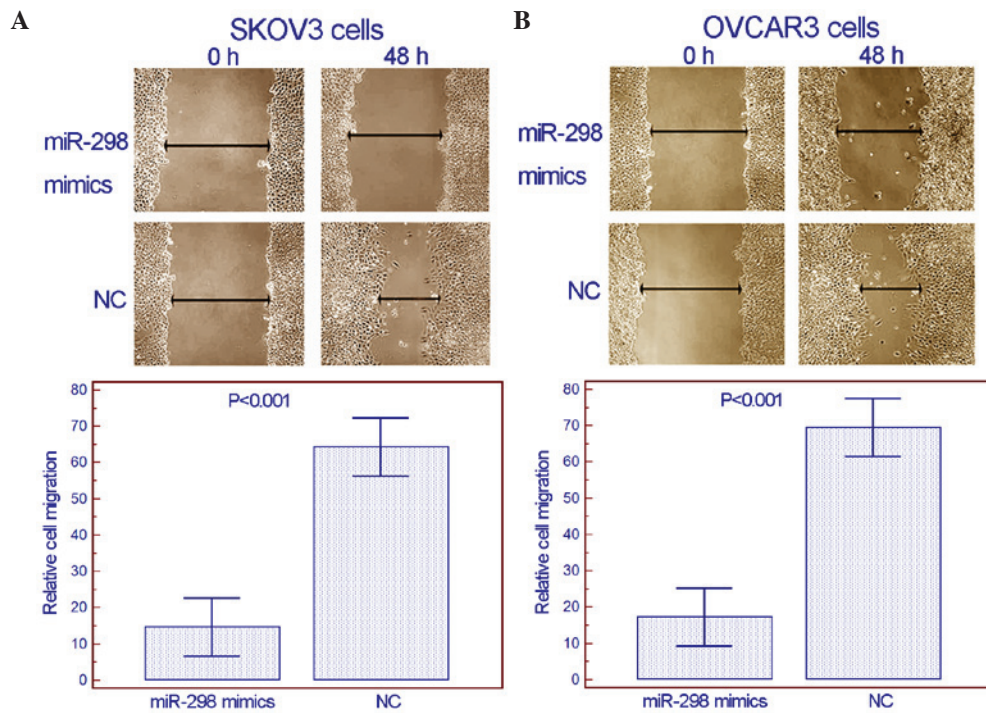 A
SKOV3 cells
0 h 48 h
miR-298
mimics
NC
80
70
60
50
40
30
20
10
0
Relative cell migration
P<0.001
miR-298 mimics NC
B
OVCAR3 cells
0 h 48 h
miR-298
mimics
NC
80
70
60
50
40
30
20
10
0
Relative cell migration
P<0.001
miR-298 mimics NC